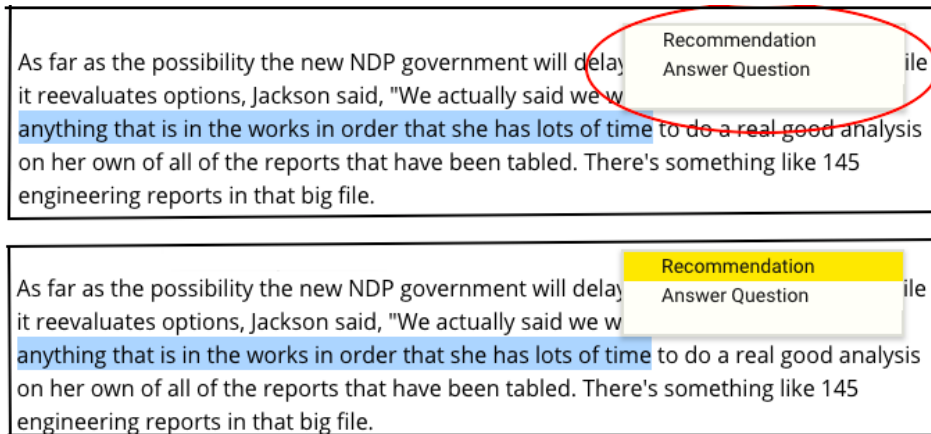 Recommendation
As far as the possibility the new NDP government will delay ile
Answer Question
it reevaluates options, Jackson said, "We actually said we w
anything that is in the works in order that she has lots of time to do a real good analysis
on her own of all of the reports that have been tabled. There's something like 145
engineering reports in that big file.
Recommendation
As far as the possibility the new NDP government will delay ile
Answer Question
it reevaluates options, Jackson said, "We actually said we w
anything that is in the works in order that she has lots of time to do a real good analysis
on her own of all of the reports that have been tabled. There's something like 145
engineering reports in that big file.